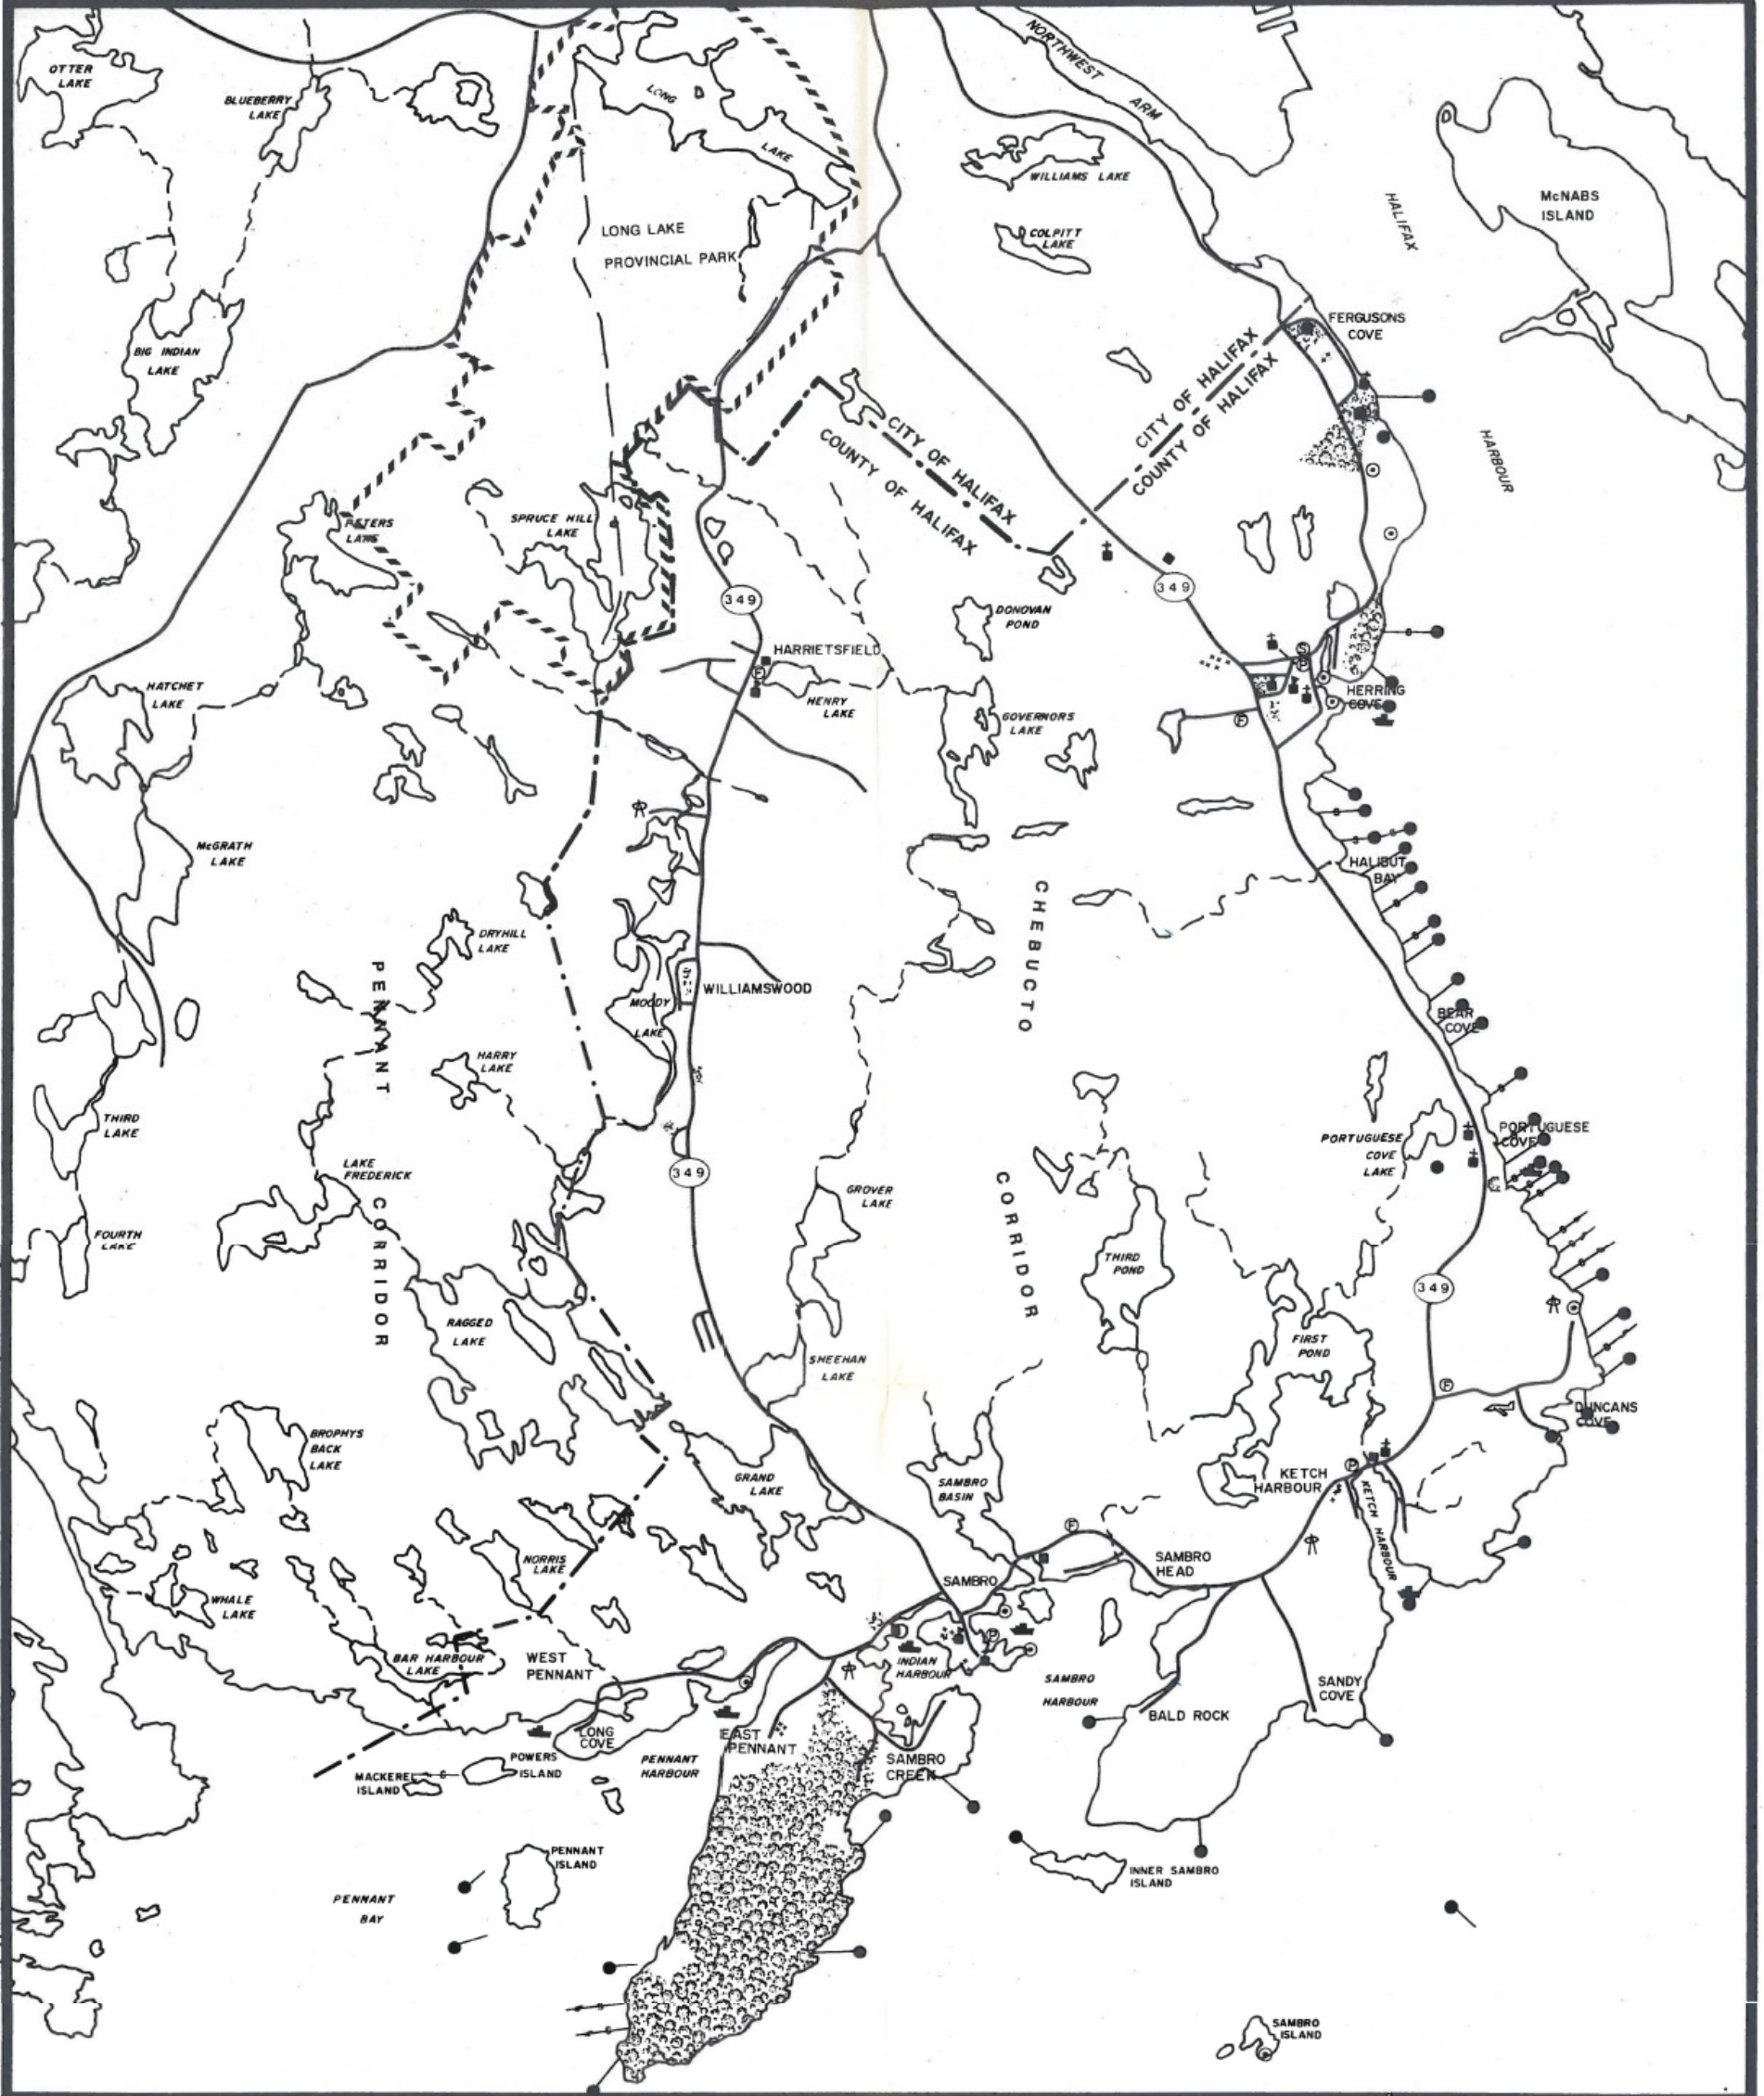 NORTHWEST
ARM
OTTER
LAKE
BLUEBERRY
LAKE
LONG
LAKE
WILLIAMS LAKE
McNABS
ISLAND
HALIFAX
HARBOUR
LONG LAKE
PROVINCIAL PARK
COLPITT
LAKE
FERGUSONS
COVE
BIG INDIAN
LAKE
CITY OF HALIFAX
COUNTY OF HALIFAX
CITY OF HALIFAX
COUNTY OF HALIFAX
PETERS
LAKE
SPRUCE HILL
LAKE
349
349
DONOVAN
POND
HARRIETSFIELD
F
HENRY
LAKE
S
P
HERRING
COVE
F
HATCHET
LAKE
GOVERNORS
LAKE
McGRATH
LAKE
HALIBUT
BAY
CHEBUCTO
DRYHILL
LAKE
PENNANT
MOODY
LAKE
WILLIAMSWOOD
BEAR
COVE
HARRY
LAKE
THIRD
LAKE
PORTUGUESE
COVE
PORTUGUESE
COVE
LAKE
LAKE
FREDERICK
349
CORRIDOR
CORRIDOR
GROVER
LAKE
FOURTH
LAKE
THIRD
POND
349
RAGGED
LAKE
FIRST
POND
SHEEHAN
LAKE
F
DUNCANS
COVE
BROPHYS
BACK
LAKE
GRAND
LAKE
SAMBRO
BASIN
P
KETCH
HARBOUR
KETCH HARBOUR
F
NORRIS
LAKE
SAMBRO
HEAD
SAMBRO
WHALE
LAKE
P
BAR HARBOUR
LAKE
WEST
PENNANT
INDIAN
HARBOUR
SAMBRO
HARBOUR
SANDY
COVE
BALD ROCK
LONG
COVE
EAST
PENNANT
POWERS
ISLAND
PENNANT
HARBOUR
SAMBRO
CREEK
MACKEREL
ISLAND
PENNANT
ISLAND
INNER SAMBRO
ISLAND
PENNANT
BAY
SAMBRO
ISLAND